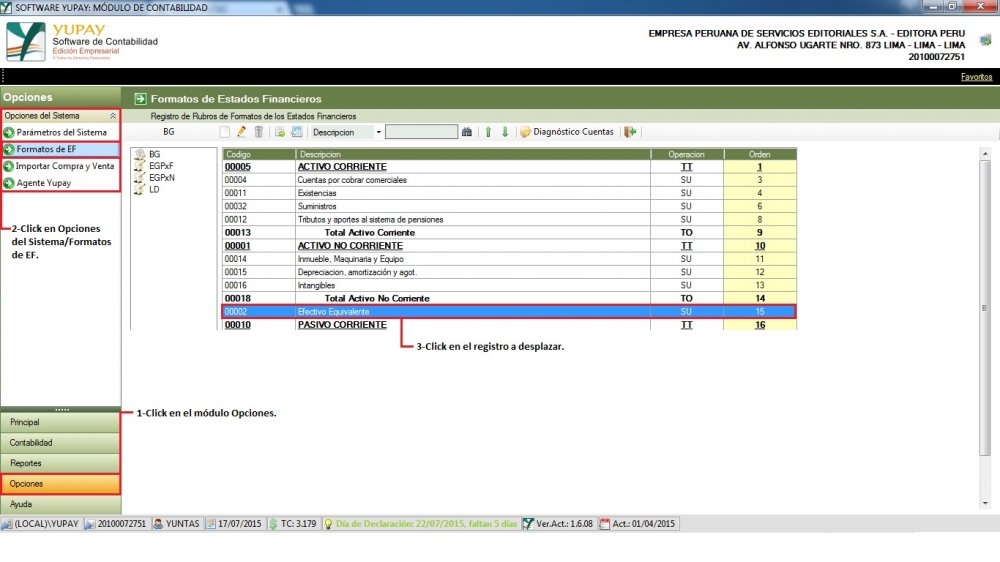 SOFTWARE YUPAY: MÓDULO DE CONTABILIDAD
YUPAY
Software de Contabilidad
Edición Empresarial
EMPRESA PERUANA DE SERVICIOS EDITORIALES S.A. - EDITORA PERU
AV. ALFONSO UGARTE NRO. 873 LIMA - LIMA - LIMA
20100072751
Favoritos
Opciones
Formatos de Estados Financieros
Opciones del Sistema
Registro de Rubros de Formatos de los Estados Financieros
Parámetros del Sistema
BG Descripcion Diagnóstico Cuentas
Formatos de EF
Importar Compra y Venta
Agente Yupay
BG
EGPxF
EGPxN
LD
Codigo Descripcion Operacion Orden
00005 ACTIVO CORRIENTE TT 1
00004 Cuentas por cobrar comerciales SU 3
00011 Existencias SU 4
00032 Suministros SU 6
00012 Tributos y aportes al sistema de pensiones SU 8
00013 Total Activo Corriente TO 9
00001 ACTIVO NO CORRIENTE TT 10
00014 Inmueble, Maquinaria y Equipo SU 11
00015 Depreciacion, amortización y agot. SU 12
00016 Intangibles SU 13
00018 Total Activo No Corriente TO 14
00002 Efectivo Equivalente SU 15
00010 PASIVO CORRIENTE TT 16
2-Click en Opciones
del Sistema/Formatos
de EF.
3-Click en el registro a desplazar.
1-Click en el módulo Opciones.
Principal
Contabilidad
Reportes
Opciones
Ayuda
(LOCAL)\YUPAY 20100072751 YUNTAS 17/07/2015 TC: 3.179 Día de Declaración: 22/07/2015, faltan 5 días Ver.Act.: 1.6.08 Act.: 01/04/2015